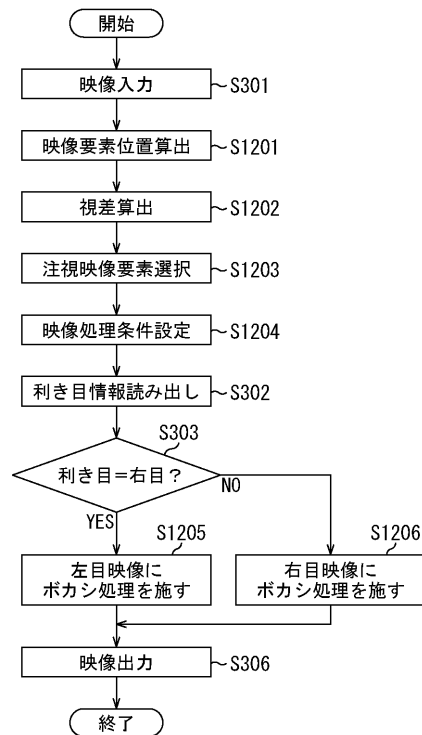 開始
映像入力
S301
映像要素位置算出
S1201
視差算出
S1202
注視映像要素選択
S1203
映像処理条件設定
S1204
利き目情報読み出し
S302
S303
利き目=右目?
NO
YES
S1205
左目映像に
ボカシ処理を施す
S1206
右目映像に
ボカシ処理を施す
映像出力
S306
終了